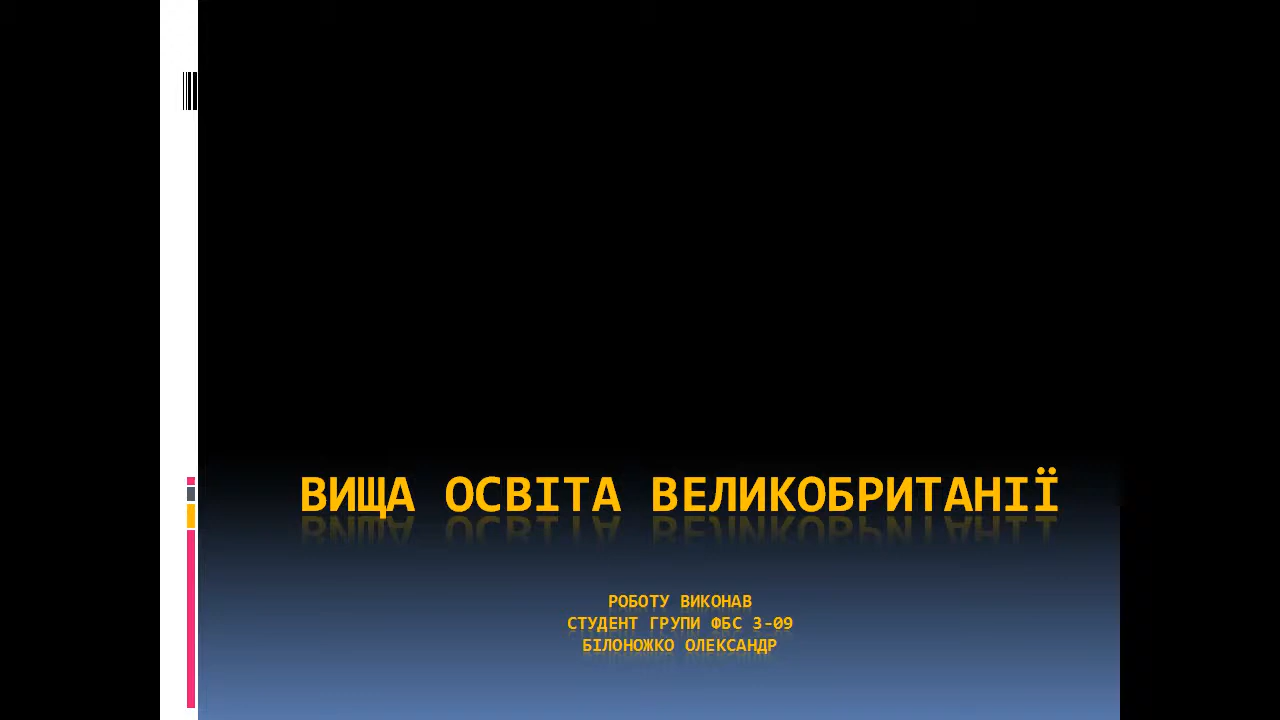 ВИЩА ОСВІТА ВЕЛИКОБРИТАНІЇ
РОБОТУ ВИКОНАВ
СТУДЕНТ ГРУПИ ФБС 3-09
БІЛОНОЖКО ОЛЕКСАНДР